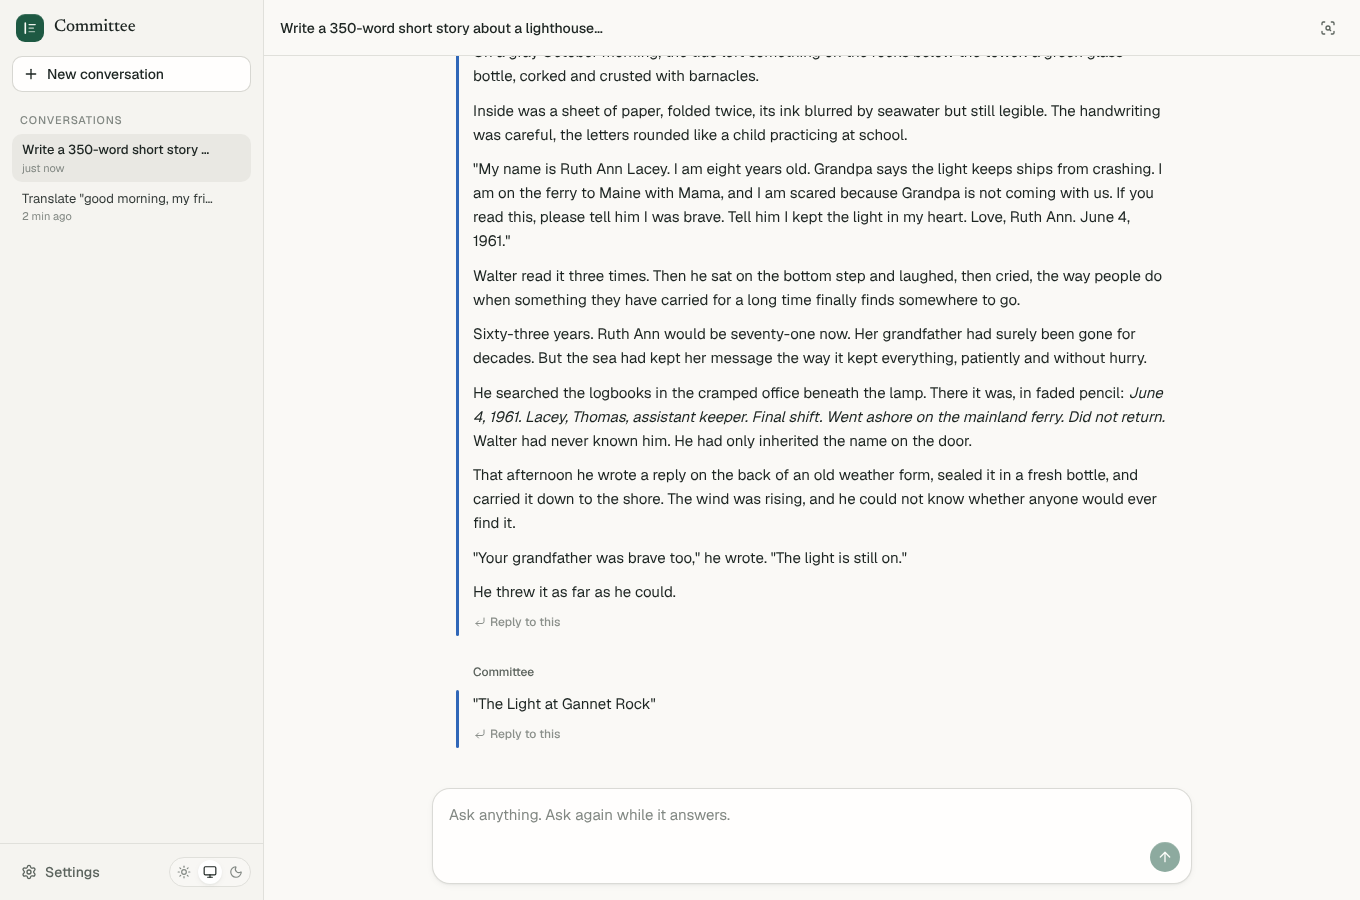 Committee
New conversation
CONVERSATIONS
Write a 350-word short story ...
just now
Translate "good morning, my fri...
2 min ago
Settings
Write a 350-word short story about a lighthouse...
bottle, corked and crusted with barnacles.
Inside was a sheet of paper, folded twice, its ink blurred by seawater but still legible. The handwriting
was careful, the letters rounded like a child practicing at school.
"My name is Ruth Ann Lacey. I am eight years old. Grandpa says the light keeps ships from crashing. I
am on the ferry to Maine with Mama, and I am scared because Grandpa is not coming with us. If you
read this, please tell him I was brave. Tell him I kept the light in my heart. Love, Ruth Ann. June 4,
1961."
Walter read it three times. Then he sat on the bottom step and laughed, then cried, the way people do
when something they have carried for a long time finally finds somewhere to go.
Sixty-three years. Ruth Ann would be seventy-one now. Her grandfather had surely been gone for
decades. But the sea had kept her message the way it kept everything, patiently and without hurry.
He searched the logbooks in the cramped office beneath the lamp. There it was, in faded pencil: June
4, 1961. Lacey, Thomas, assistant keeper. Final shift. Went ashore on the mainland ferry. Did not return.
Walter had never known him. He had only inherited the name on the door.
That afternoon he wrote a reply on the back of an old weather form, sealed it in a fresh bottle, and
carried it down to the shore. The wind was rising, and he could not know whether anyone would ever
find it.
"Your grandfather was brave too," he wrote. "The light is still on."
He threw it as far as he could.
Reply to this
Committee
"The Light at Gannet Rock"
Reply to this
Ask anything. Ask again while it answers.